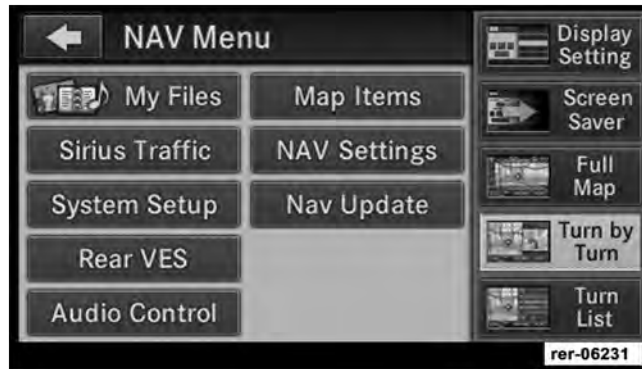 NAV Menu
My Files
Map Items
Sirius Traffic
NAV Settings
System Setup
Nav Update
Rear VES
Audio Control
Display
Setting
Screen
Saver
Full
Map
Turn by
Turn
Turn
List
rer-06231